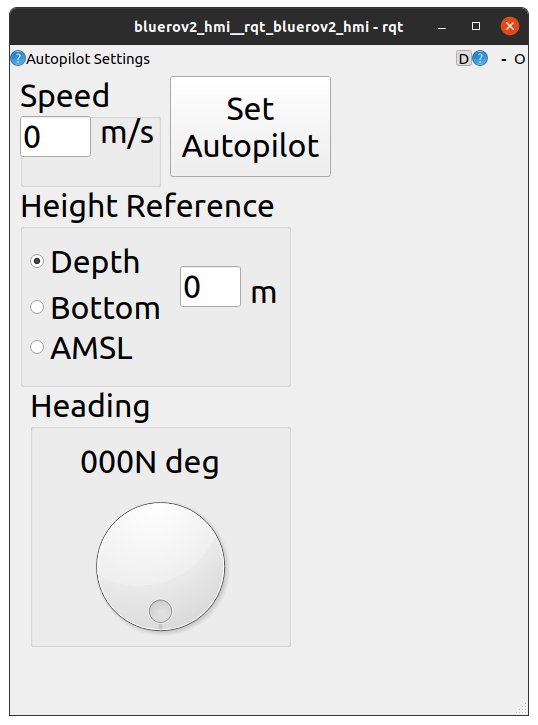 bluerov2_hmi__rqt_bluerov2_hmi - rqt
Autopilot Settings
D ? - O
Speed
0 m/s
Set
Autopilot
Height Reference
Depth
0 m
Bottom
AMSL
Heading
000N deg